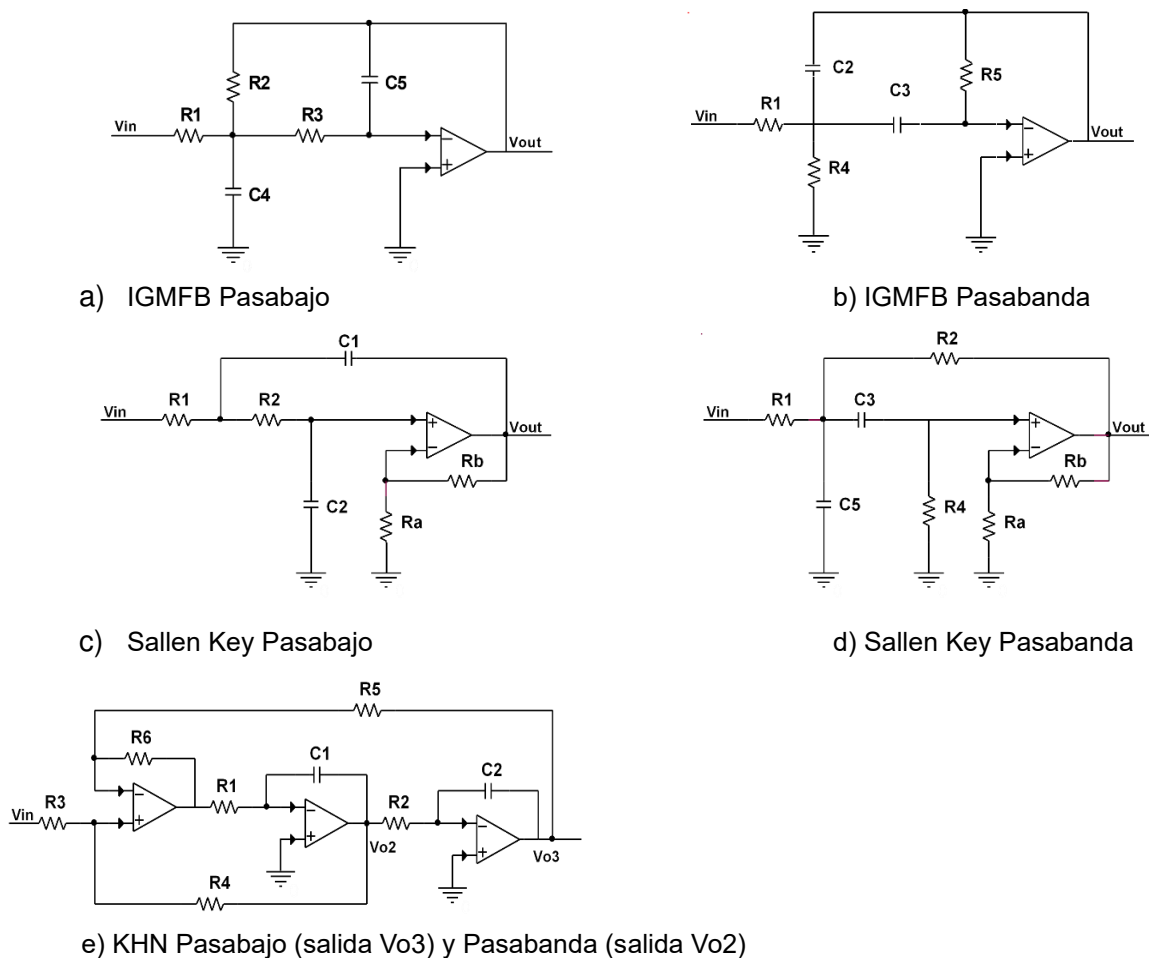 R2
C5
R1
R3
Vin
Vout
C4
a) IGMFB Pasabajo
C2
R5
C3
R1
Vin
Vout
R4
b) IGMFB Pasabanda
C1
R1
R2
Vin
Vout
Rb
C2
Ra
c) Sallen Key Pasabajo
R2
R1
C3
Vin
Vout
Rb
C5
R4
Ra
d) Sallen Key Pasabanda
R5
R6
C1
C2
R1
R2
R3
Vin
Vo2
Vo3
R4
e) KHN Pasabajo (salida Vo3) y Pasabanda (salida Vo2)